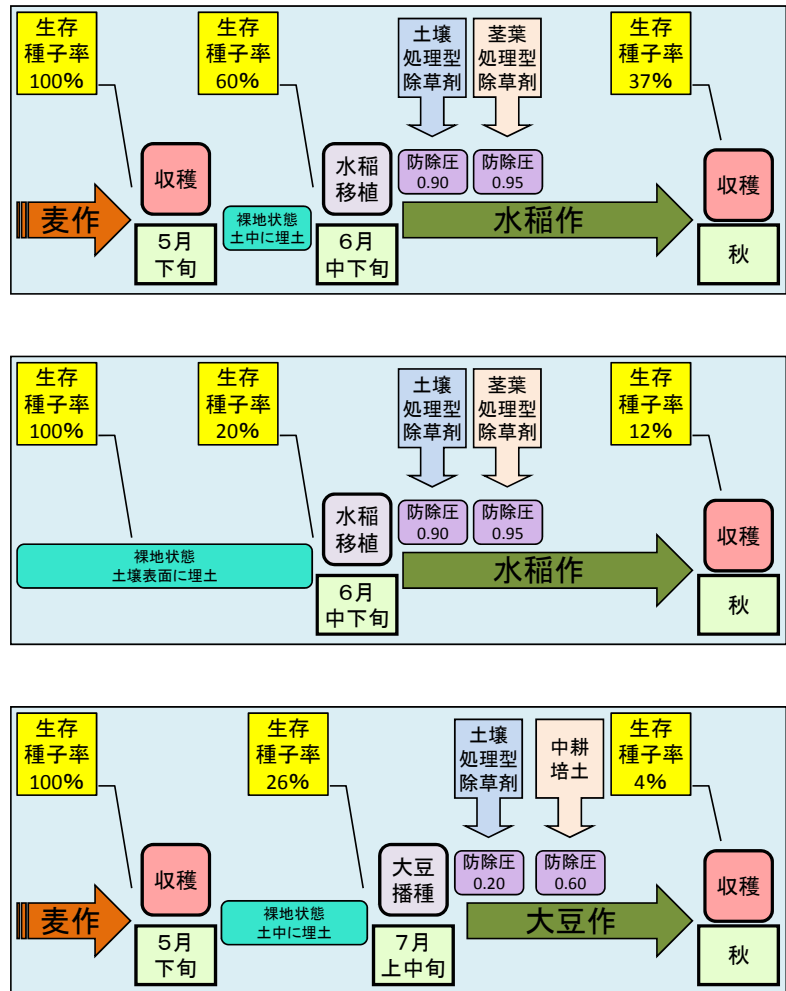 生存
種子率
100%
生存
種子率
60%
土壌
処理型
除草剤
茎葉
処理型
除草剤
生存
種子率
37%
麦作
収穫
5月
下旬
裸地状態
土中に埋土
水稲
移植
6月
中下旬
防除圧
0.90
防除圧
0.95
水稲作
収穫
秋
生存
種子率
100%
生存
種子率
20%
土壌
処理型
除草剤
茎葉
処理型
除草剤
生存
種子率
12%
裸地状態
土壌表面に埋土
水稲
移植
6月
中下旬
防除圧
0.90
防除圧
0.95
水稲作
収穫
秋
生存
種子率
100%
生存
種子率
26%
土壌
処理型
除草剤
中耕
培土
生存
種子率
4%
麦作
収穫
5月
下旬
裸地状態
土中に埋土
大豆
播種
7月
上中旬
防除圧
0.20
防除圧
0.60
大豆作
収穫
秋